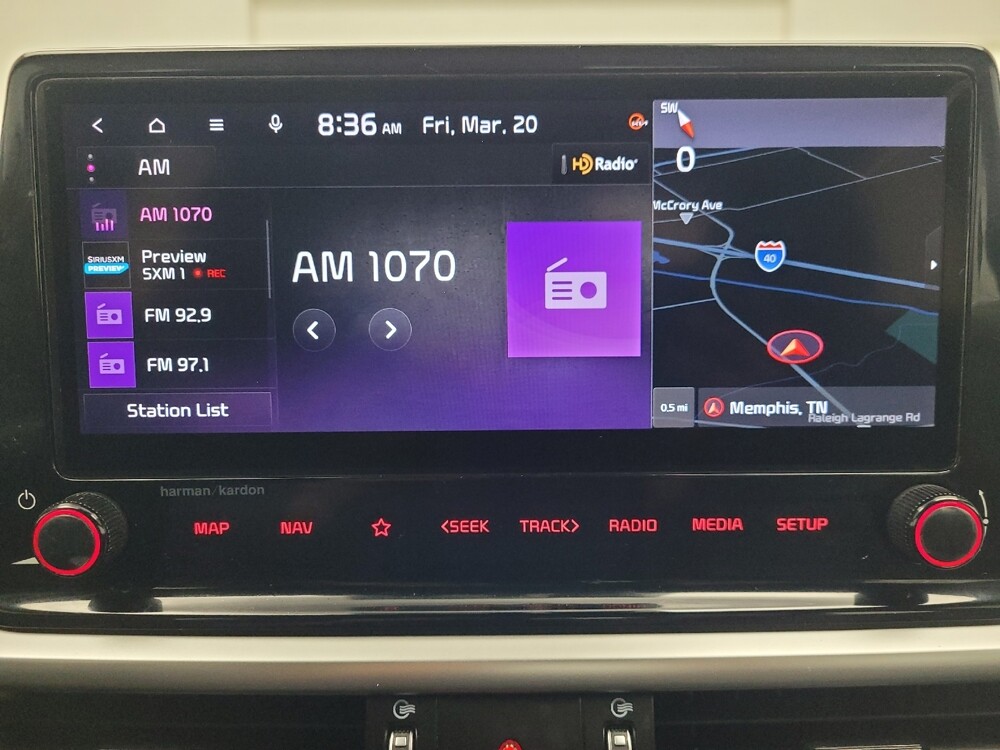 8:36 AM Fri, Mar. 20
AM
HD Radio
AM 1070
SIRIUSXM
PREVIEW
Preview
SXM 1 REC
FM 92.9
FM 97.1
Station List
AM 1070
SW
0
McCrory Ave
40
0.5 mi
Memphis, TN
Raleigh Lagrange Rd
harman/kardon
MAP NAV <SEEK TRACK> RADIO MEDIA SETUP